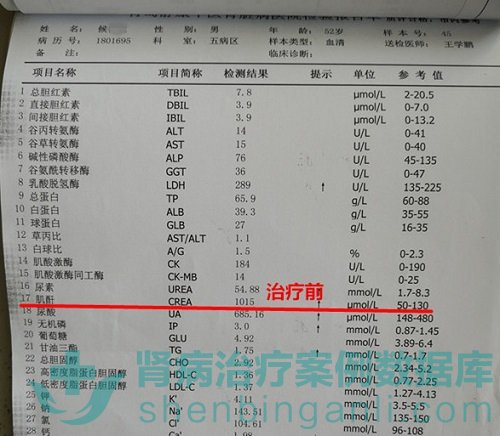 姓 名： 候 性 别： 男 年 龄： 52岁 样 本 号： 45
病 历 号： 1801695 科 室： 五病区 样本类型： 血清 送检医师： 王学鹏
备 注： 临床诊断：
项目名称 项目简称 检测结果 提示 单位 参 考 值
1 总胆红素 TBIL 7.8 μmol/L 2-20.5
2 直接胆红素 DBIL 3.9 μmol/L 0-7.0
3 间接胆红素 IBIL 3.9 μmol/L 0-13.2
4 谷丙转氨酶 ALT 14 U/L 0-41
5 谷草转氨酶 AST 15 U/L 0-40
6 碱性磷酸酶 ALP 76 U/L 45-135
7 谷氨酰转移酶 GGT 36 U/L 0-47
8 乳酸脱氢酶 LDH 289 ↑ U/L 135-225
9 总蛋白 TP 65.9 g/L 60-88
10 白蛋白 ALB 39.3 g/L 35-55
11 球蛋白 GLB 27 g/L 16-35
12 草丙比 AST/ALT 1.1
13 白球比 A/G 1.5 % 0-2.3
14 肌酸激酶 CK 184 U/L 0-190
15 肌酸激酶同工酶 CK-MB 14 U/L 0-25
16 尿素 UREA 54.88 治疗前 mmol/L 1.7-8.3
17 肌酐 CREA 1015 ↑ μmol/L 50-130
18 尿酸 UA 685.16 ↑ μmol/L 148-480
19 无机磷 IP 3.0 ↑ mmol/L 0.87-1.45
20 葡萄糖 GLU 4.92 mmol/L 3.89-6.4
21 甘油三酯 TG 1.75 ↑ mmol/L 0.7-1.7
22 总胆固醇 CHO 2.92 mmol/L 2.34-5.2
23 高密度脂蛋白胆固醇 HDL-C 1.36 mmol/L 0.77-2.25
24 低密度脂蛋白胆固醇 LDL-C 1.37 mmol/L 1.27-4.13
25 钾 K⁺ 4.11 mmol/L 3.5-5.5
26 钠 Na⁺ 143.51 mmol/L 135-150
27 氯 Cl⁻ 104.61 mmol/L 96-108
28 钙
肾病治疗案例数据库